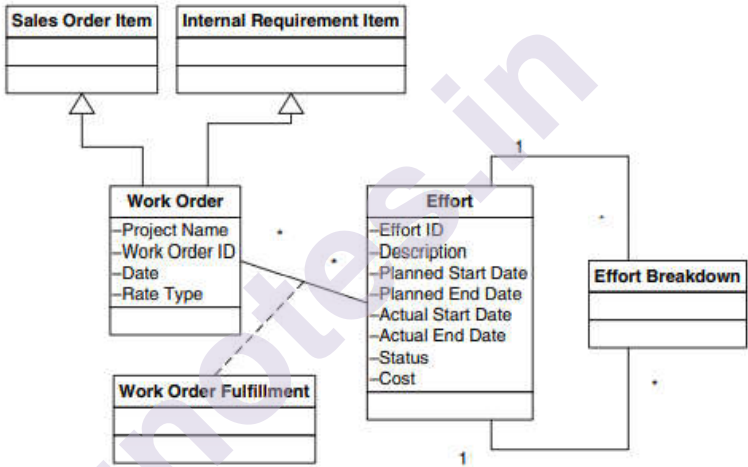 Sales Order Item
Internal Requirement Item
1
Work Order
–Project Name
–Work Order ID
–Date
–Rate Type
*
*
Effort
–Effort ID
–Description
–Planned Start Date
–Planned End Date
–Actual Start Date
–Actual End Date
–Status
–Cost
*
Effort Breakdown
*
Work Order Fulfillment
1
notes.in